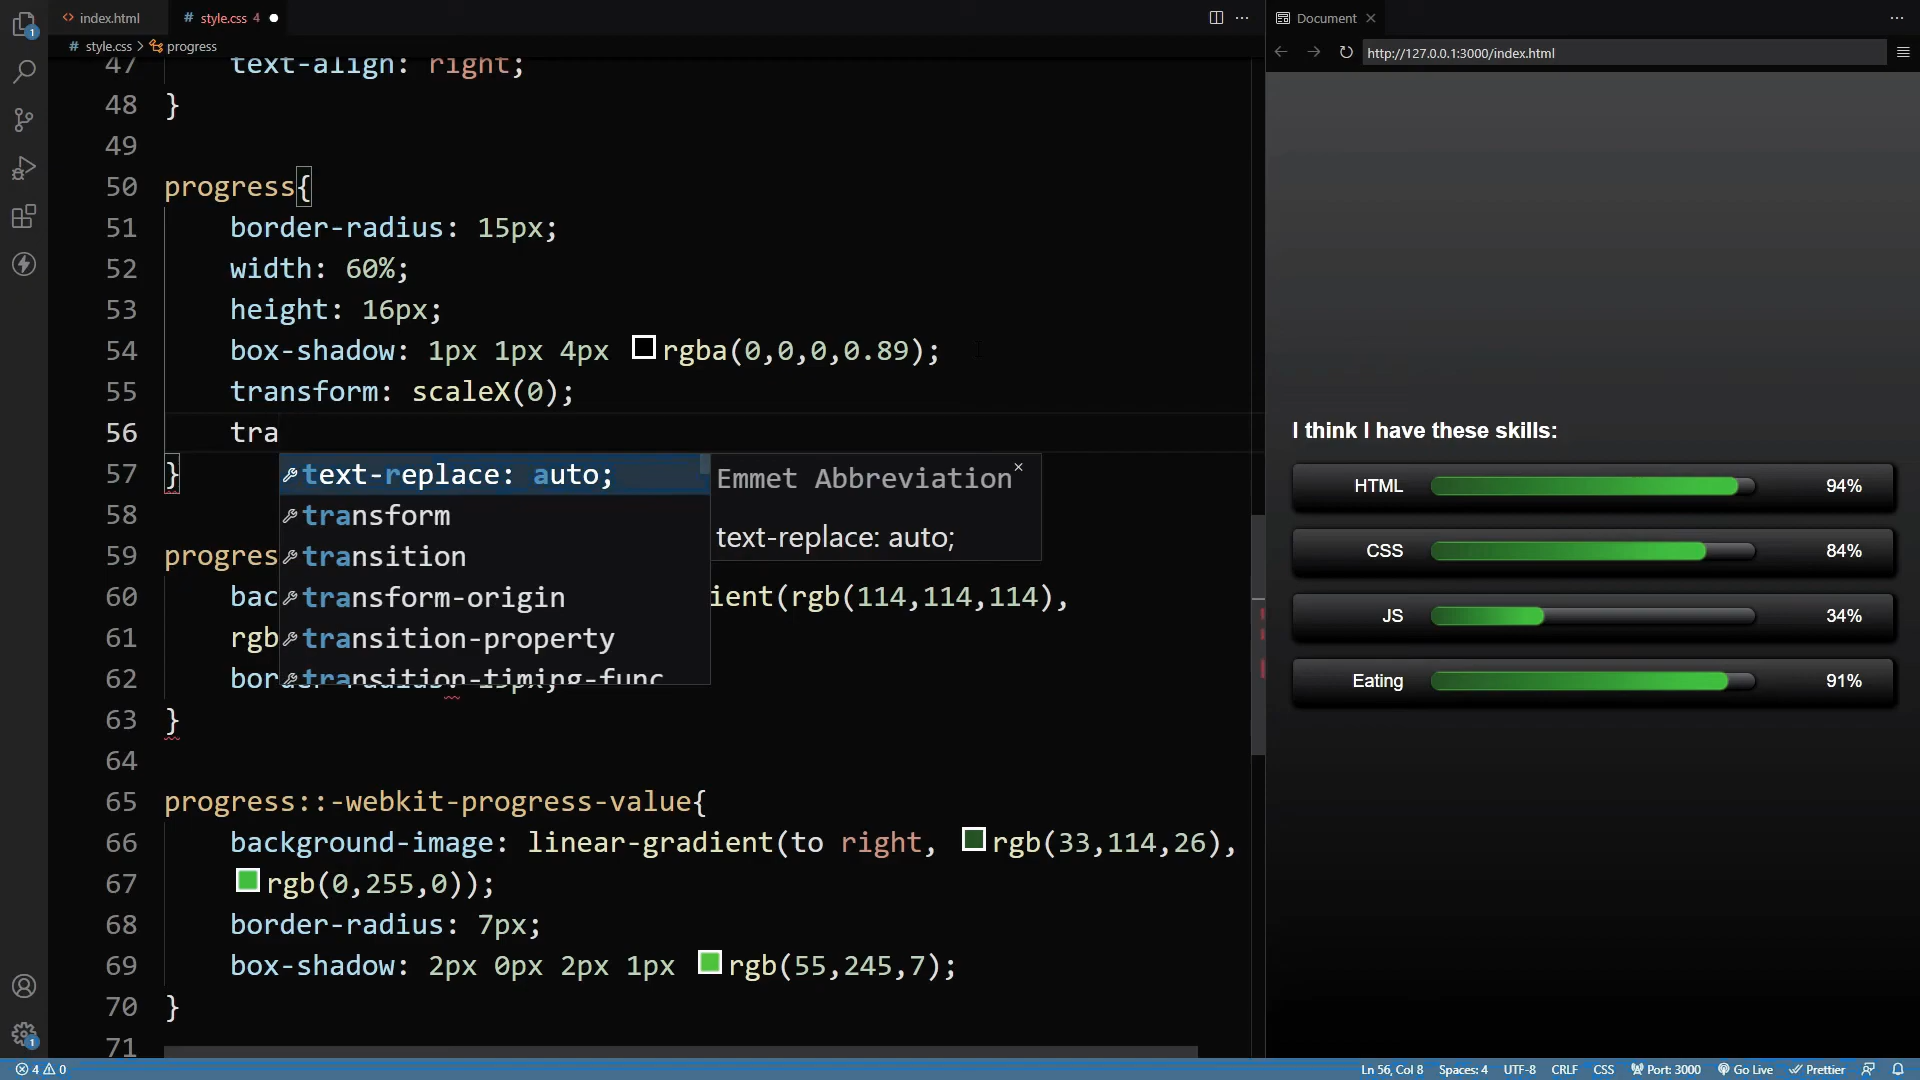 index.html
# style.css 4
# style.css > progress
47 text-align: right;
48 }
49
50 progress{
51 border-radius: 15px;
52 width: 60%;
53 height: 16px;
54 box-shadow: 1px 1px 4px rgba(0,0,0,0.89);
55 transform: scaleX(0);
56 tra
57 }
text-replace: auto;
transform
transition
transform-origin
transition-property
transition-timing-func
Emmet Abbreviation ×
text-replace: auto;
58
59 progres
60 bac ient(rgb(114,114,114),
61 rgb
62
63 }
64
65 progress::-webkit-progress-value{
66 background-image: linear-gradient(to right, rgb(33,114,26),
67 rgb(0,255,0));
68 border-radius: 7px;
69 box-shadow: 2px 0px 2px 1px rgb(55,245,7);
70 }
71
Document
http://127.0.0.1:3000/index.html
I think I have these skills:
HTML 94%
CSS 84%
JS 34%
Eating 91%
1
1
4 0
Ln 56, Col 8 Spaces: 4 UTF-8 CRLF CSS Port: 3000 Go Live Prettier